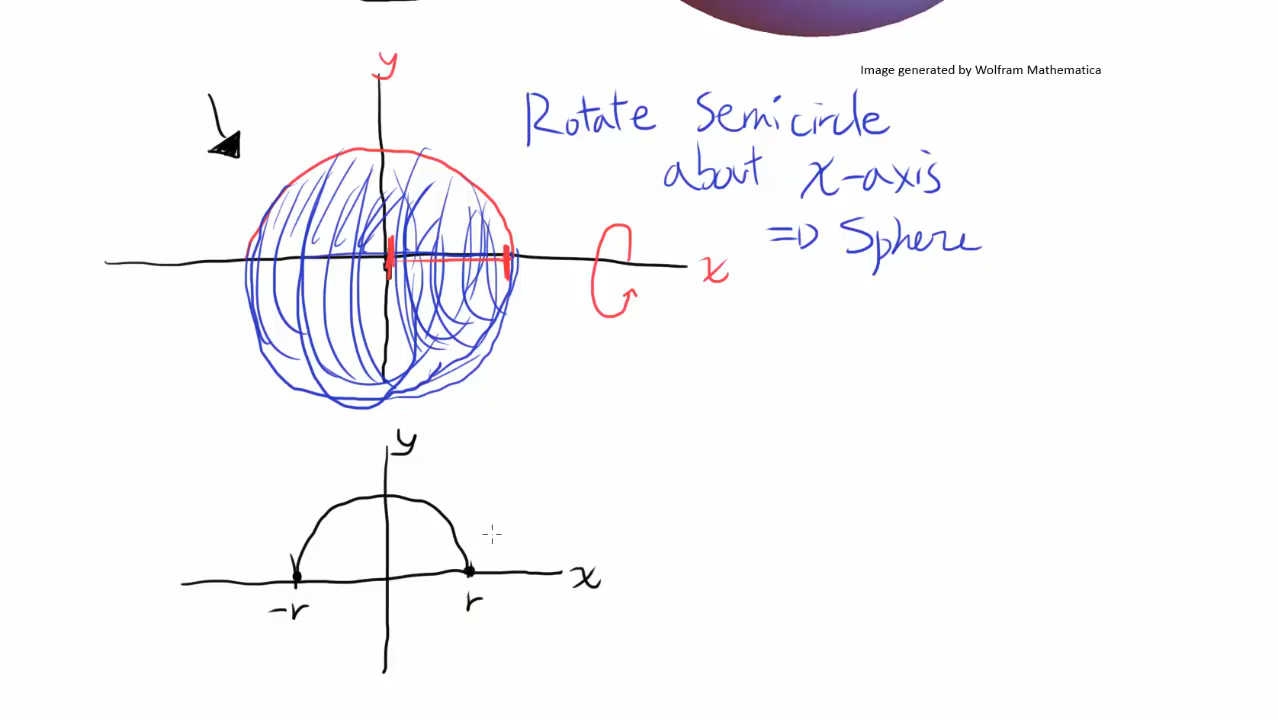 Image generated by Wolfram Mathematica
y
Rotate Semicircle
about x-axis
⇒ Sphere
x
y
x
-r
r